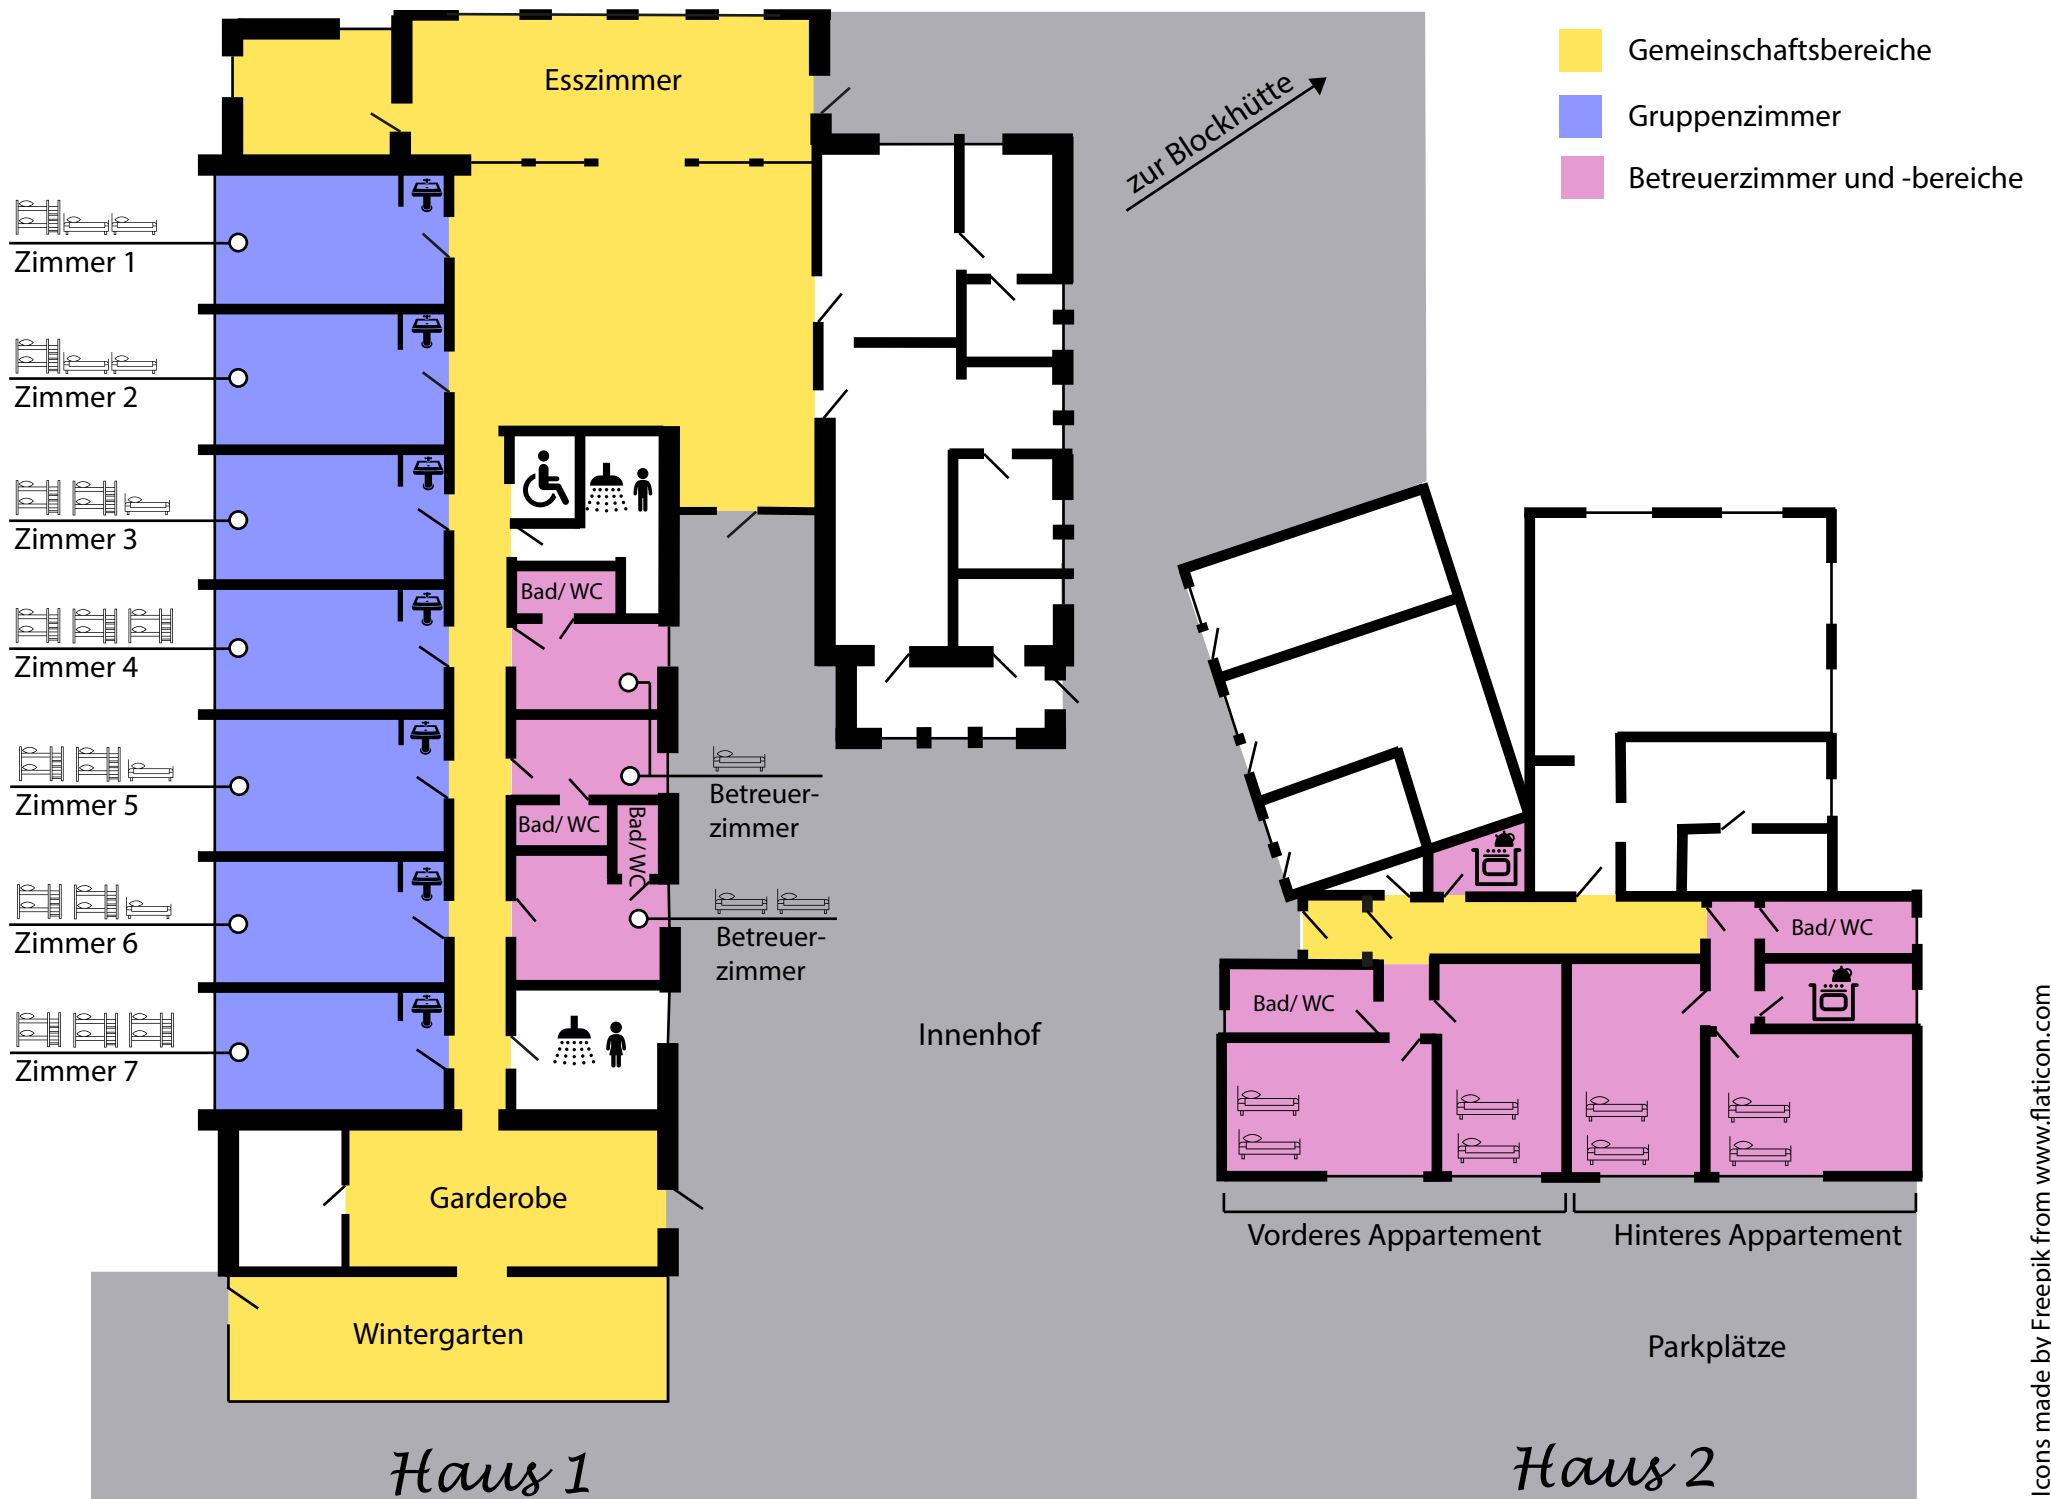 Esszimmer
zur Blockhütte
Gemeinschaftsbereiche
Gruppenzimmer
Betreuerzimmer und -bereiche
Zimmer 1
Zimmer 2
Zimmer 3
Zimmer 4
Zimmer 5
Zimmer 6
Zimmer 7
Bad/ WC
Bad/ WC
Bad/ WC
Betreuer-
zimmer
Betreuer-
zimmer
Innenhof
Bad/ WC
Bad/ WC
Garderobe
Wintergarten
Vorderes Appartement
Hinteres Appartement
Parkplätze
Haus 1
Haus 2
Icons made by Freepik from www.flaticon.com